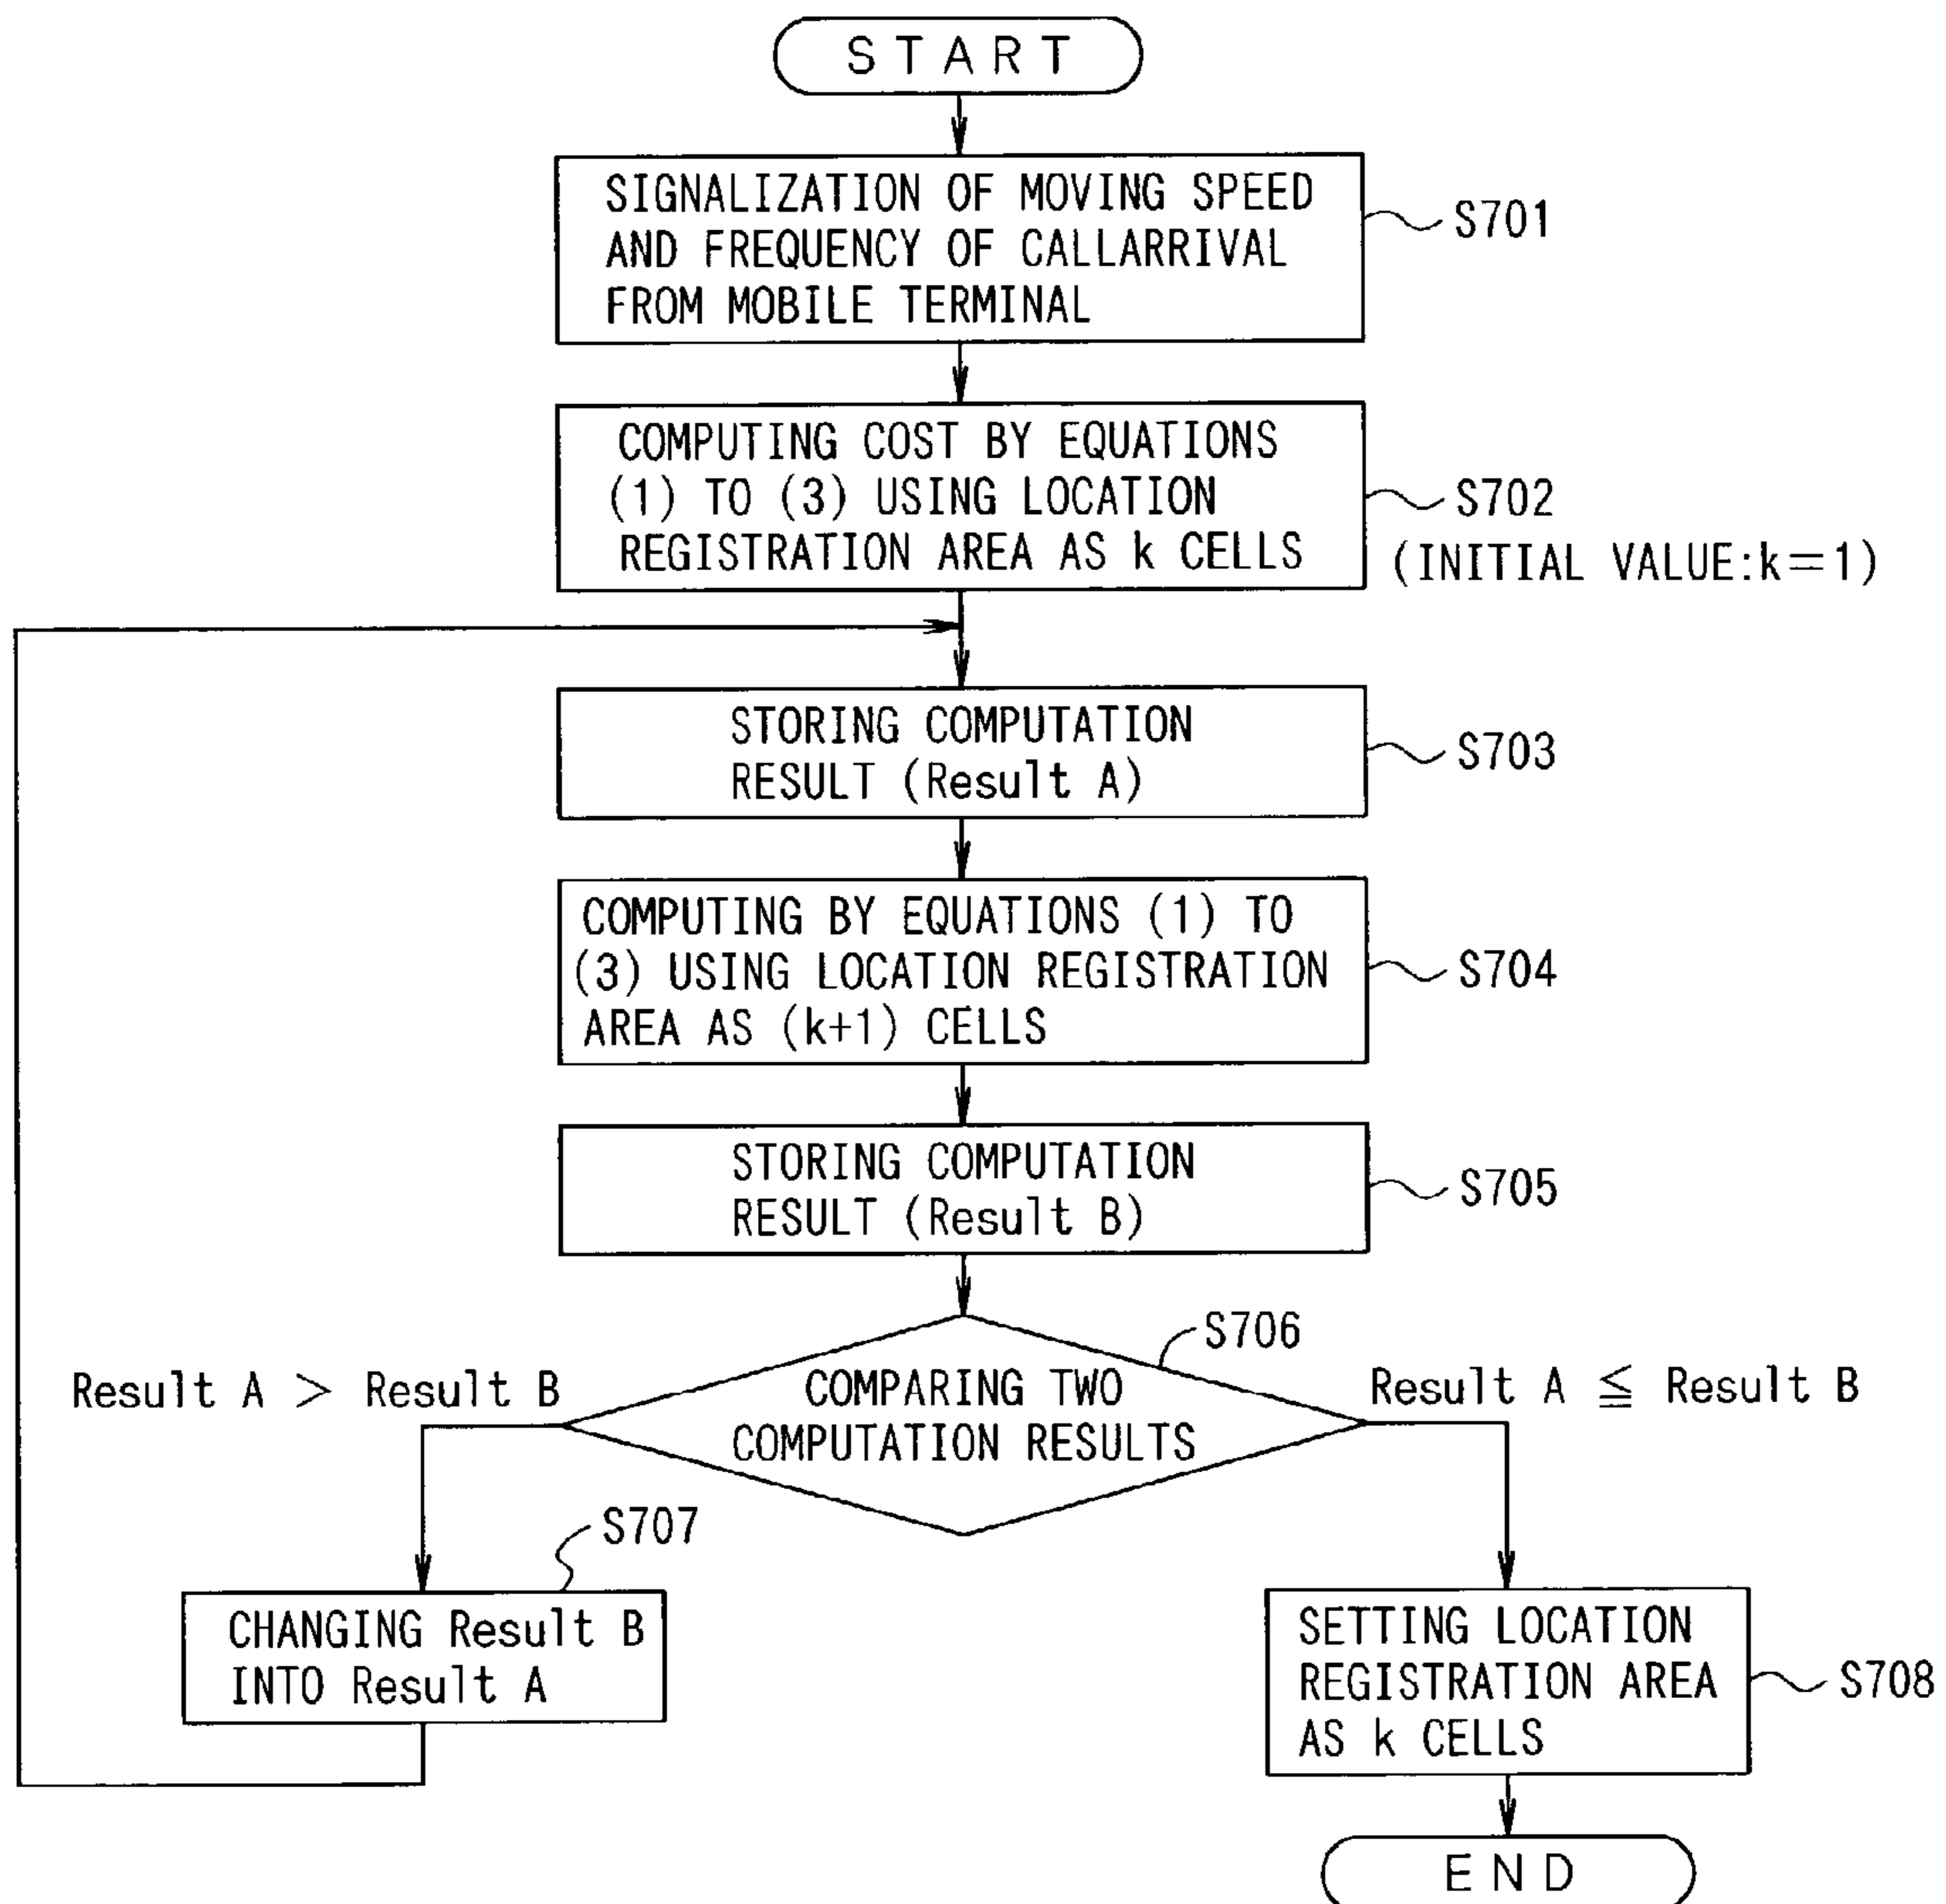 START
SIGNALIZATION OF MOVING SPEED
AND FREQUENCY OF CALLARRIVAL
FROM MOBILE TERMINAL
S701
COMPUTING COST BY EQUATIONS
(1) TO (3) USING LOCATION
REGISTRATION AREA AS k CELLS
S702
(INITIAL VALUE:k=1)
STORING COMPUTATION
RESULT (Result A)
S703
COMPUTING BY EQUATIONS (1) TO
(3) USING LOCATION REGISTRATION
AREA AS (k+1) CELLS
S704
STORING COMPUTATION
RESULT (Result B)
S705
S706
Result A > Result B
COMPARING TWO
COMPUTATION RESULTS
Result A ≦ Result B
S707
CHANGING Result B
INTO Result A
SETTING LOCATION
REGISTRATION AREA
AS k CELLS
S708
END